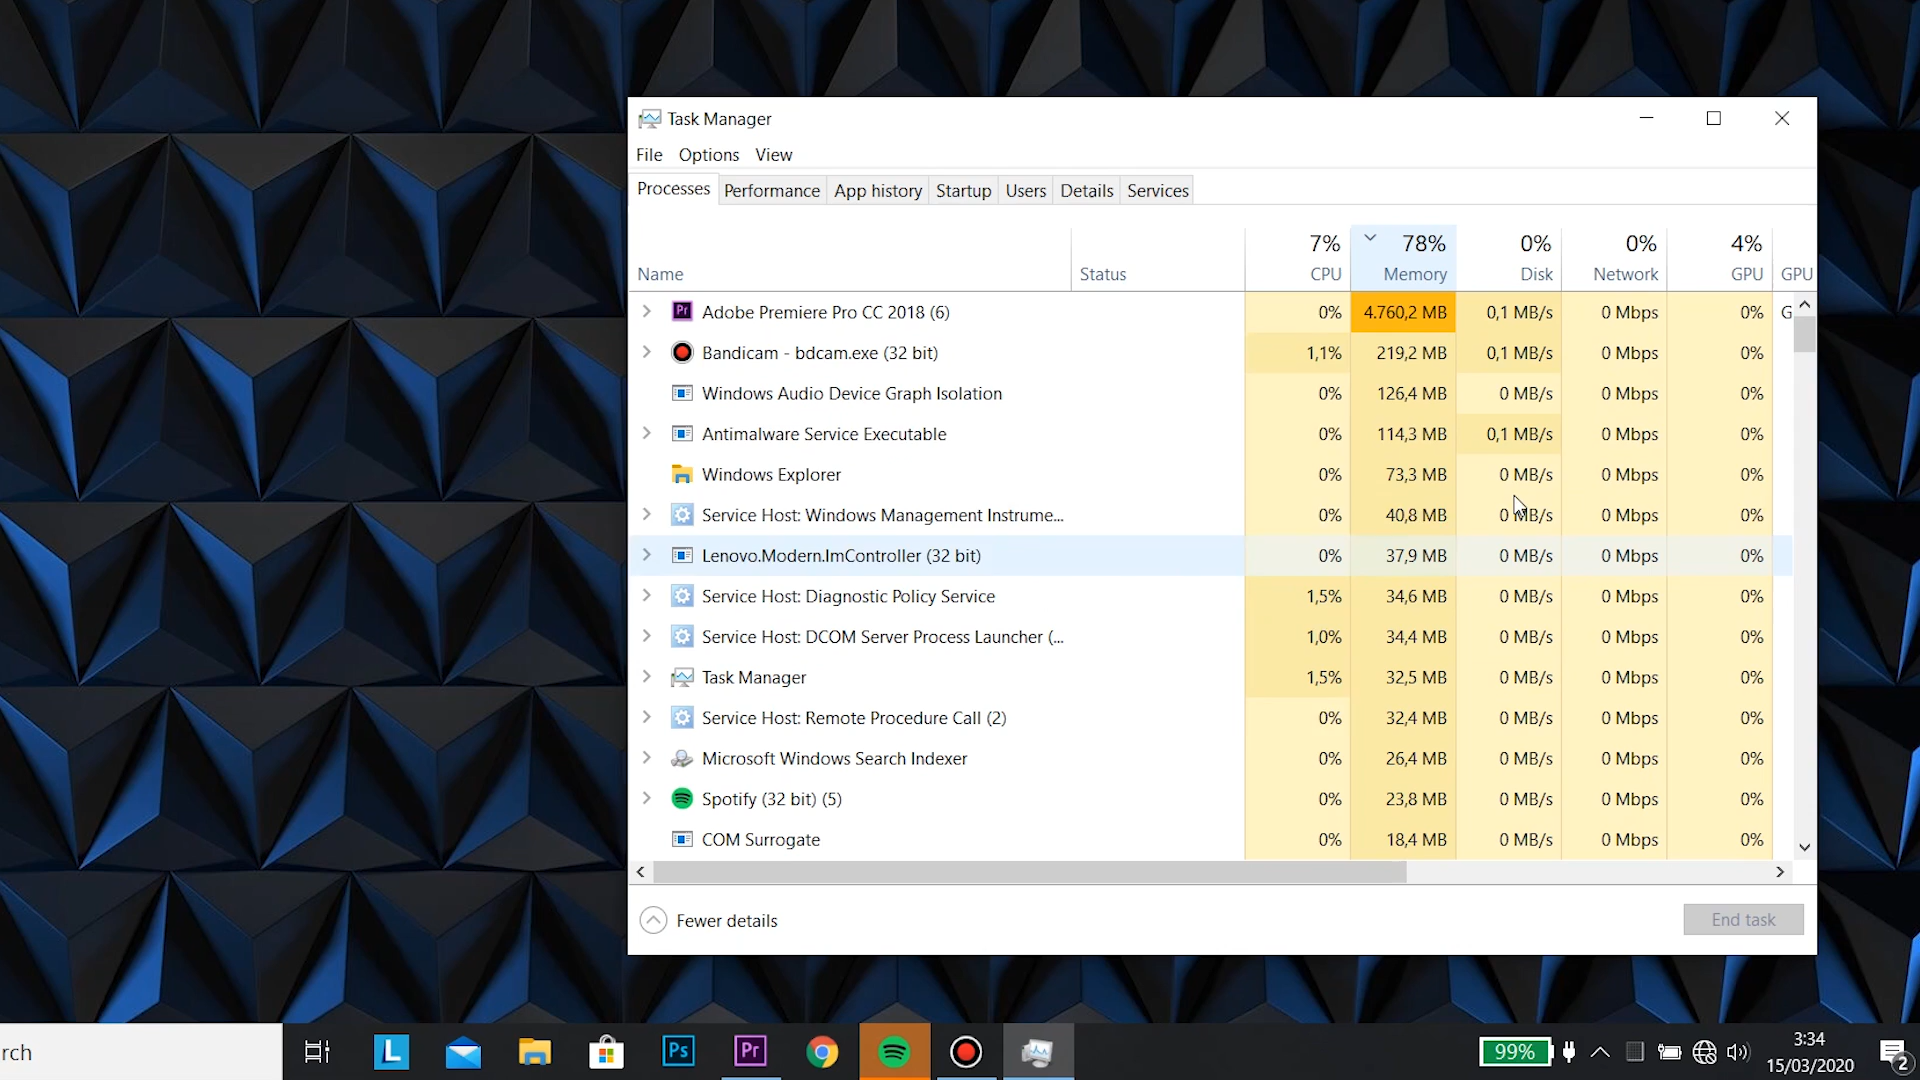 Task Manager
File Options View
Processes Performance App history Startup Users Details Services
7% 78% 0% 0% 4%
Name Status CPU Memory Disk Network GPU GPU
Adobe Premiere Pro CC 2018 (6) 0% 4.760,2 MB 0,1 MB/s 0 Mbps 0% G
Bandicam - bdcam.exe (32 bit) 1,1% 219,2 MB 0,1 MB/s 0 Mbps 0%
Windows Audio Device Graph Isolation 0% 126,4 MB 0 MB/s 0 Mbps 0%
Antimalware Service Executable 0% 114,3 MB 0,1 MB/s 0 Mbps 0%
Windows Explorer 0% 73,3 MB 0 MB/s 0 Mbps 0%
Service Host: Windows Management Instrume... 0% 40,8 MB 0 MB/s 0 Mbps 0%
Lenovo.Modern.ImController (32 bit) 0% 37,9 MB 0 MB/s 0 Mbps 0%
Service Host: Diagnostic Policy Service 1,5% 34,6 MB 0 MB/s 0 Mbps 0%
Service Host: DCOM Server Process Launcher (... 1,0% 34,4 MB 0 MB/s 0 Mbps 0%
Task Manager 1,5% 32,5 MB 0 MB/s 0 Mbps 0%
Service Host: Remote Procedure Call (2) 0% 32,4 MB 0 MB/s 0 Mbps 0%
Microsoft Windows Search Indexer 0% 26,4 MB 0 MB/s 0 Mbps 0%
Spotify (32 bit) (5) 0% 23,8 MB 0 MB/s 0 Mbps 0%
COM Surrogate 0% 18,4 MB 0 MB/s 0 Mbps 0%
Fewer details End task
rch L Ps Pr 99% 3:34
15/03/2020 2